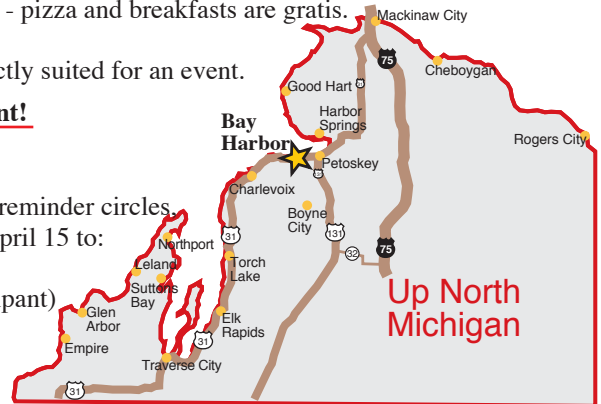 - pizza and breakfasts are gratis.
ctly suited for an event.
nt!
reminder circles,
pril 15 to:
pant)
Mackinaw City
75
Cheboygan
31
Good Hart
Harbor
Springs
Rogers City
Bay
Harbor
Petoskey
Charlevoix
Boyne
City
31
131
32
75
Northport
Leland
Suttons
Bay
Torch
Lake
Up North
Michigan
Glen
Arbor
Elk
Rapids
Empire
31
Traverse City
31